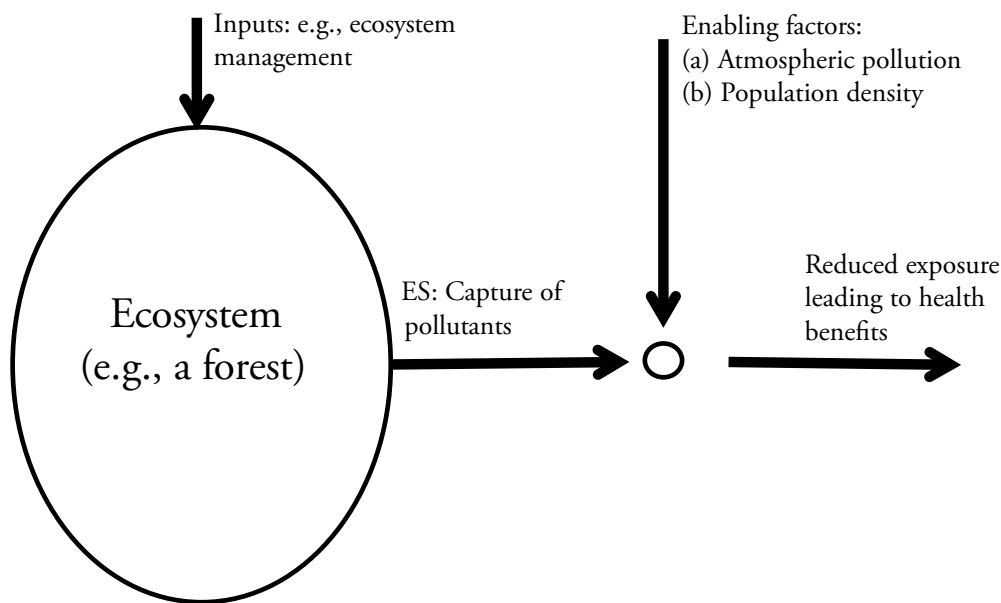 Inputs: e.g., ecosystem
management
Enabling factors:
(a) Atmospheric pollution
(b) Population density
Ecosystem
(e.g., a forest)
ES: Capture of
pollutants
Reduced exposure
leading to health
benefits